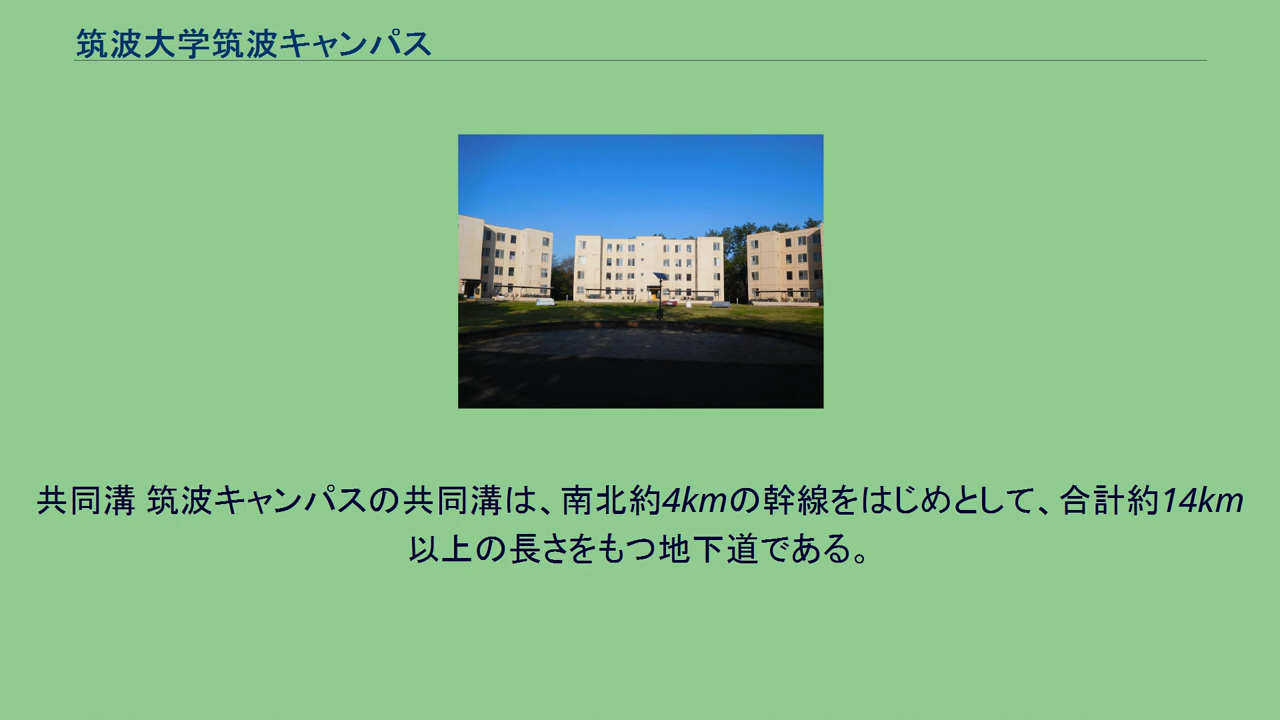 筑波大学筑波キャンパス
共同溝 筑波キャンパスの共同溝は、南北約4kmの幹線をはじめとして、合計約14km
以上の長さをもつ地下道である。